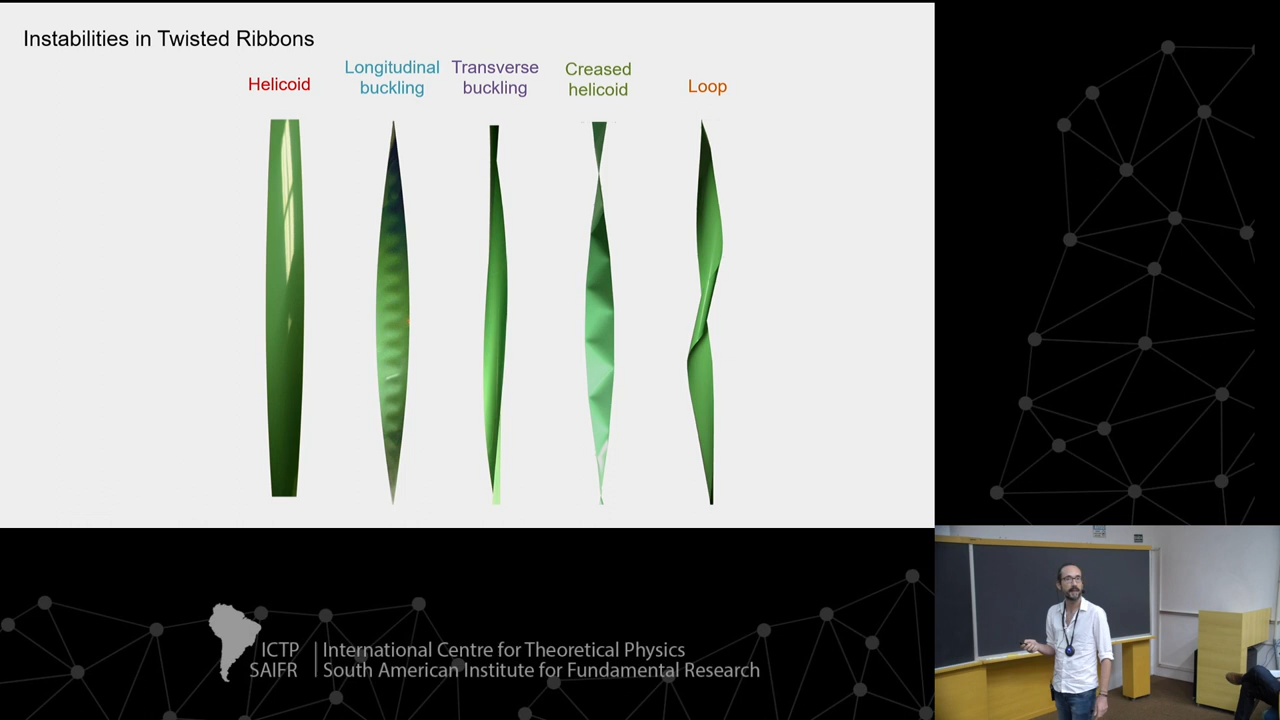 Instabilities in Twisted Ribbons
Helicoid
Longitudinal
buckling
Transverse
buckling
Creased
helicoid
Loop
ICTP
SAIFR
International Centre for Theoretical Physics
South American Institute for Fundamental Research